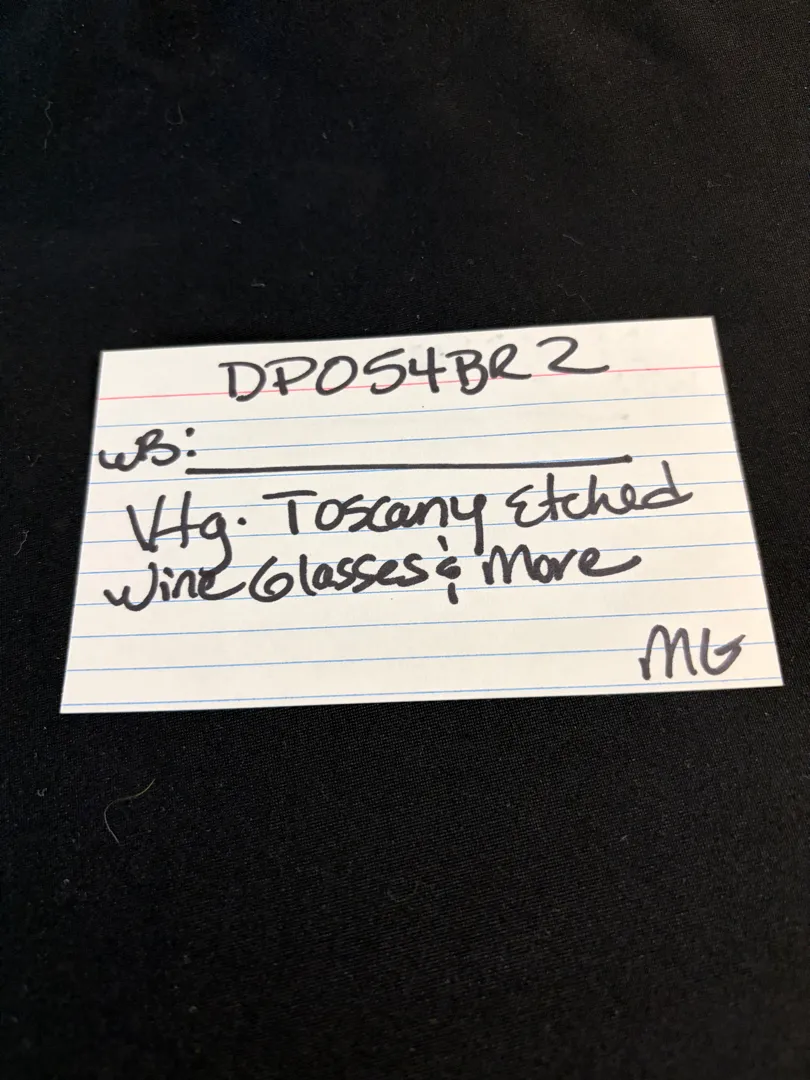 DP054BR2
WB:
Vtg. Toscany Etched
Wine Glasses & More
MG